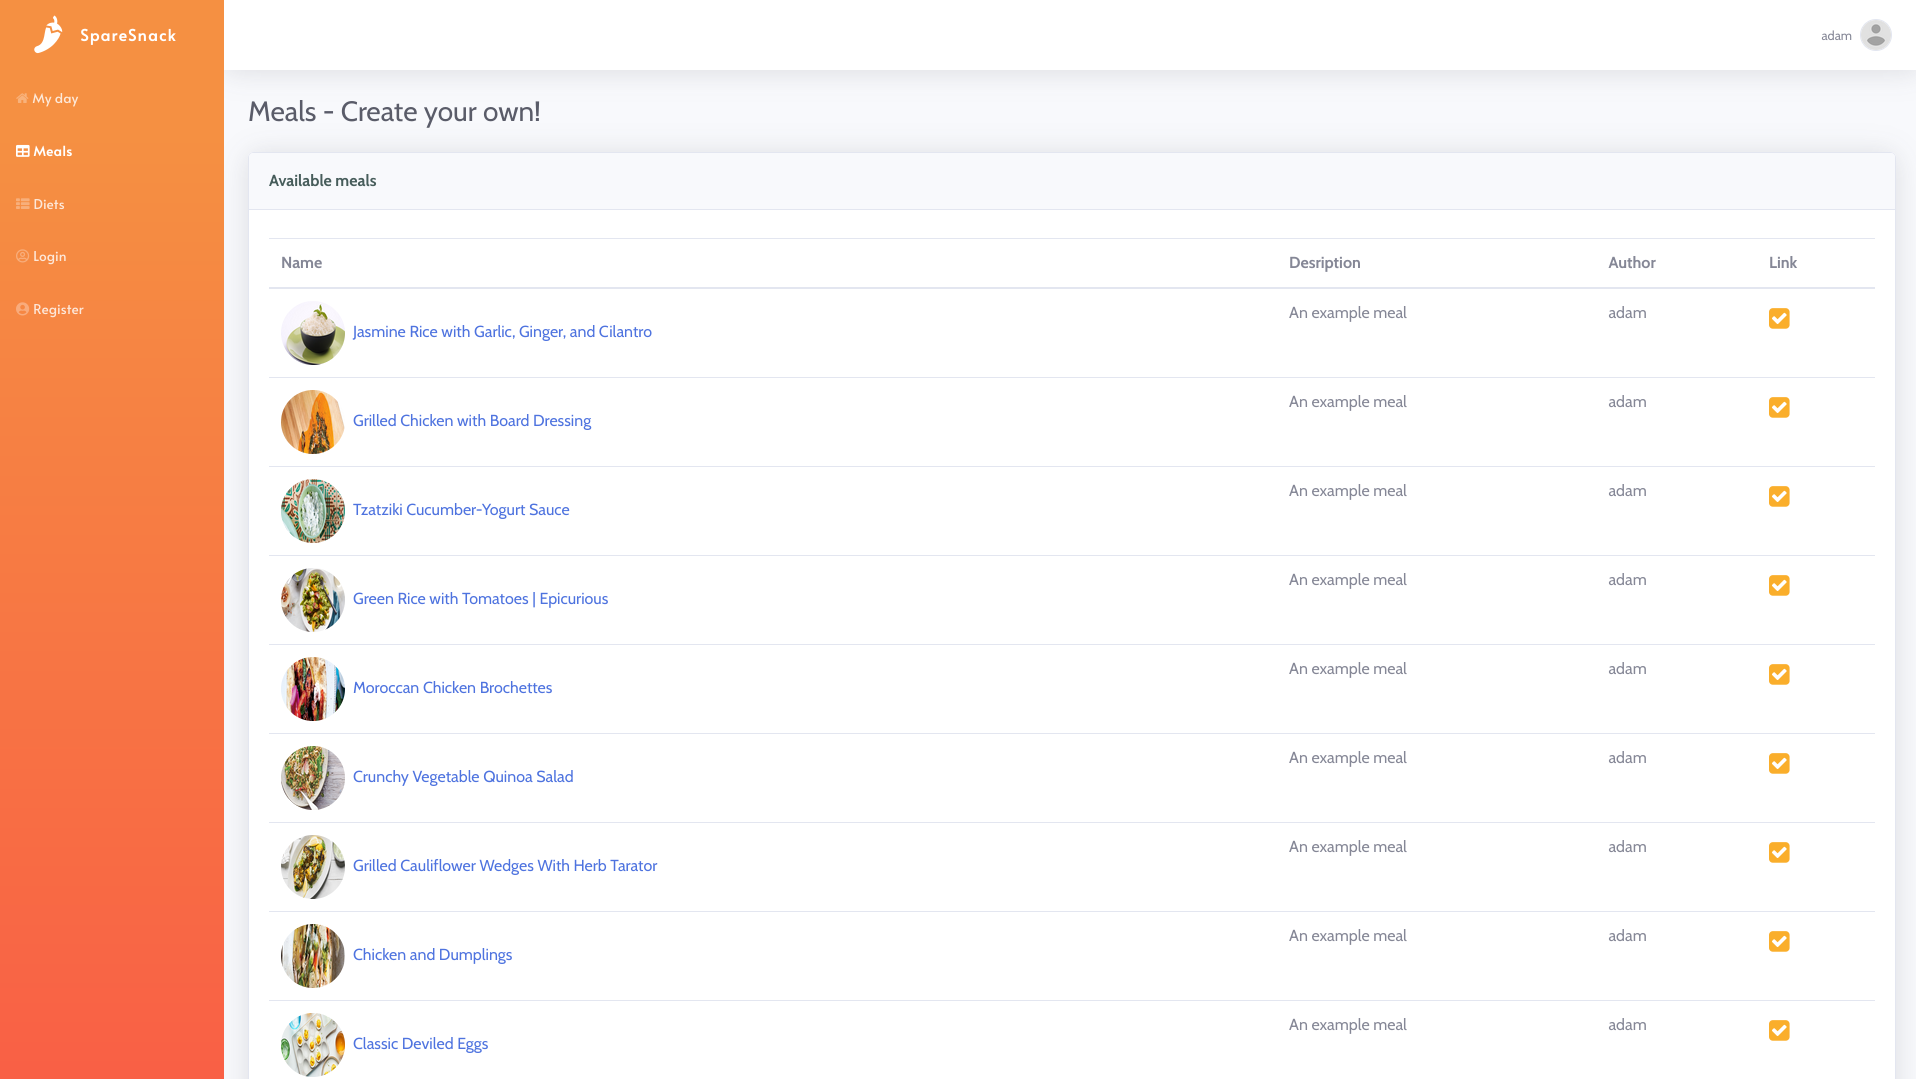 SpareSnack
adam
My day
Meals
Diets
Login
Register
Meals - Create your own!
Available meals
Name Desription Author Link
Jasmine Rice with Garlic, Ginger, and Cilantro An example meal adam
Grilled Chicken with Board Dressing An example meal adam
Tzatziki Cucumber-Yogurt Sauce An example meal adam
Green Rice with Tomatoes | Epicurious An example meal adam
Moroccan Chicken Brochettes An example meal adam
Crunchy Vegetable Quinoa Salad An example meal adam
Grilled Cauliflower Wedges With Herb Tarator An example meal adam
Chicken and Dumplings An example meal adam
Classic Deviled Eggs An example meal adam